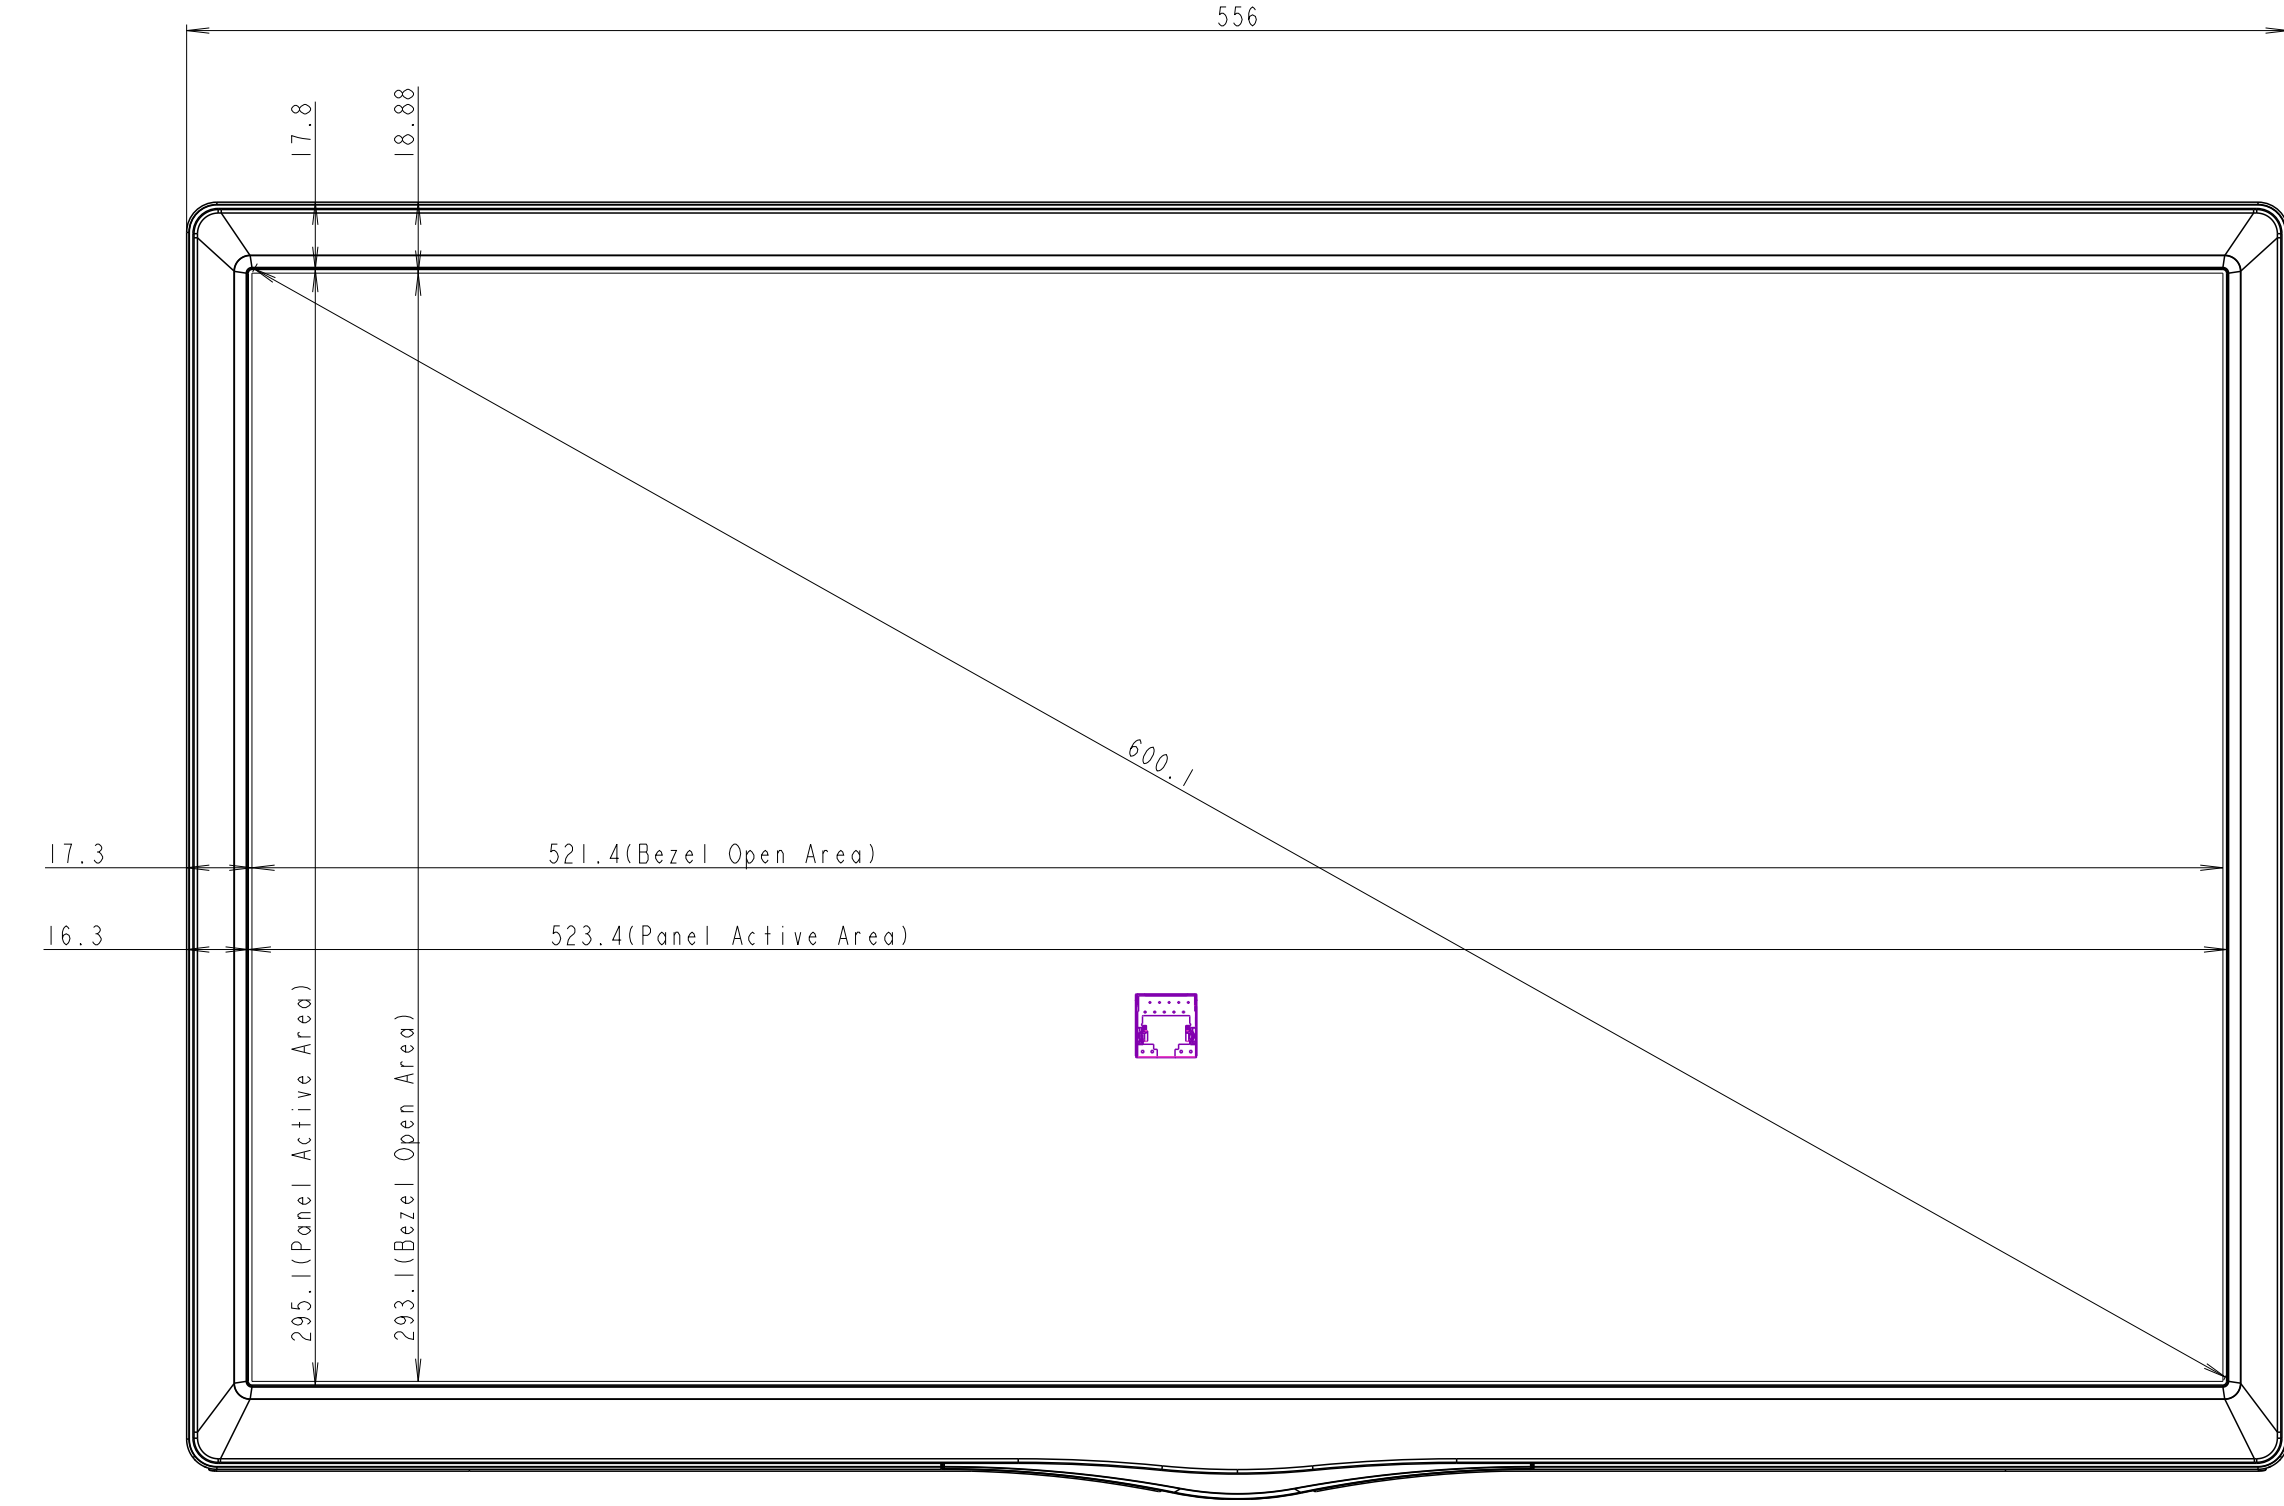 556
17.8
18.88
600.1
17.3
521.4(Bezel Open Area)
16.3
523.4(Panel Active Area)
295.1(Panel Active Area)
293.1(Bezel Open Area)